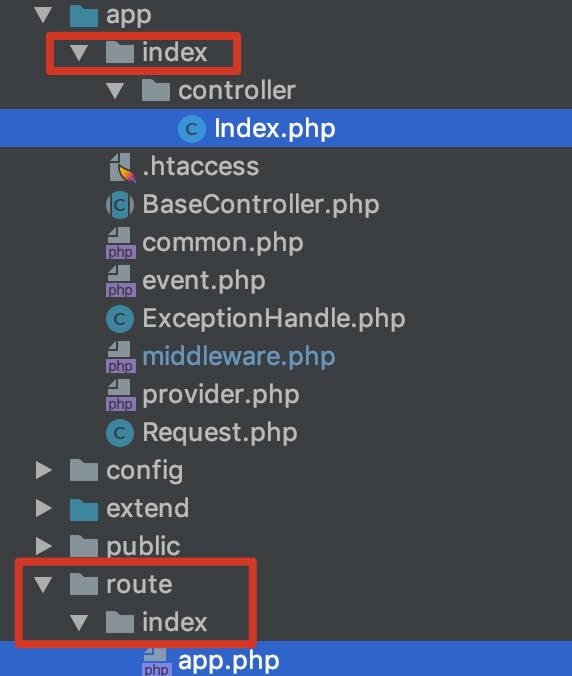 app
index
controller
C Index.php
.htaccess
C BaseController.php
php common.php
php event.php
C ExceptionHandle.php
php middleware.php
php provider.php
C Request.php
config
extend
public
route
index
php app.php